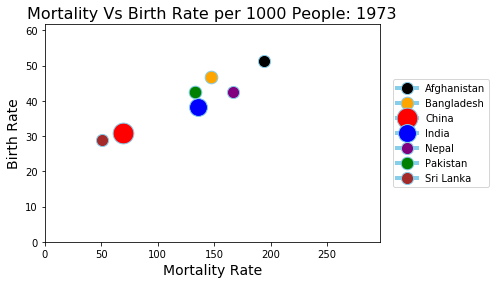 Mortality Vs Birth Rate per 1000 People: 1973
60
50
40
30
20
10
0
Birth Rate
0
50
100
150
200
250
Mortality Rate
Afghanistan
Bangladesh
China
India
Nepal
Pakistan
Sri Lanka